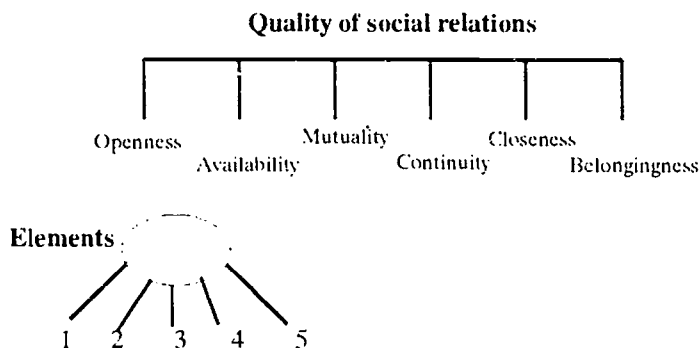 Quality of social relations
Openness
Availability
Mutuality
Continuity
Closeness
Belongingness
Elements
1 2 3 4 5